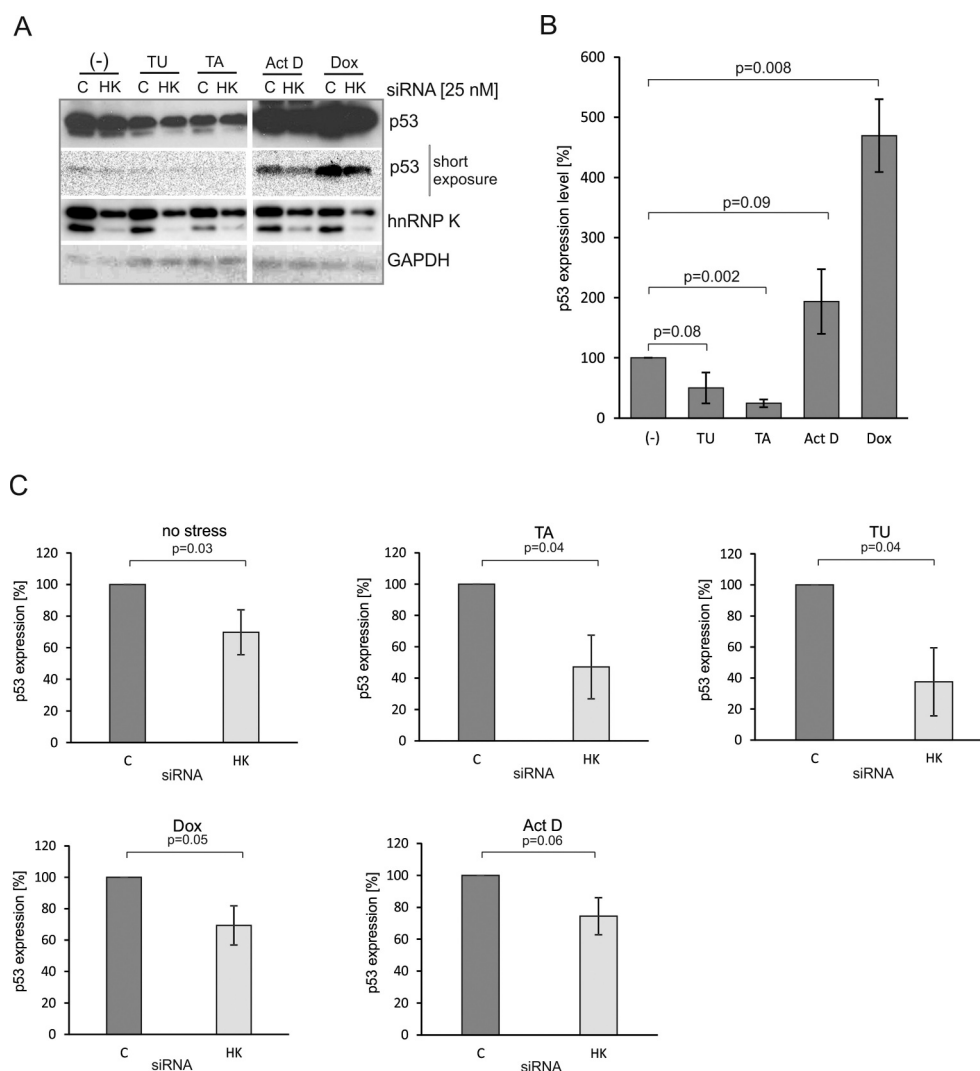 A
(-) TU TA Act D Dox
C HK C HK C HK C HK C HK siRNA [25 nM]
p53
p53 short
exposure
hnRNP K
GAPDH
B
p53 expression level [%]
600
500
400
300
200
100
0
p=0.008
p=0.09
p=0.002
p=0.08
(-) TU TA Act D Dox
C
no stress
p=0.03
p53 expression [%]
120
100
80
60
40
20
0
C HK
siRNA
TA
p=0.04
p53 expression [%]
120
100
80
60
40
20
0
C HK
siRNA
TU
p=0.04
p53 expression [%]
120
100
80
60
40
20
0
C HK
siRNA
Dox
p=0.05
p53 expression [%]
120
100
80
60
40
20
0
C HK
siRNA
Act D
p=0.06
p53 expression [%]
120
100
80
60
40
20
0
C HK
siRNA